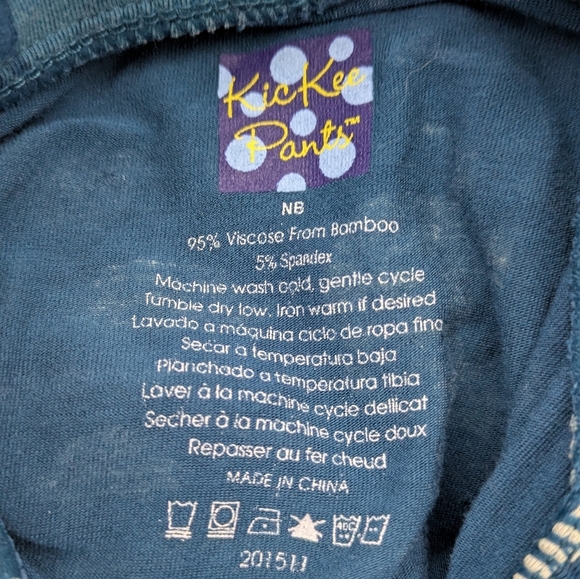 KicKee
Pants™
NB
95% Viscose From Bamboo
5% Spandex
Machine wash cold, gentle cycle
Tumble dry low. Iron warm if desired
Lavado a máquina ciclo de ropa fina
Secar a temperatura baja
Planchado a temperatura tibia
Laver à la machine cycle dellicat
Secher à la machine cycle doux
Repasser au fer cheud
MADE IN CHINA
40C
201511